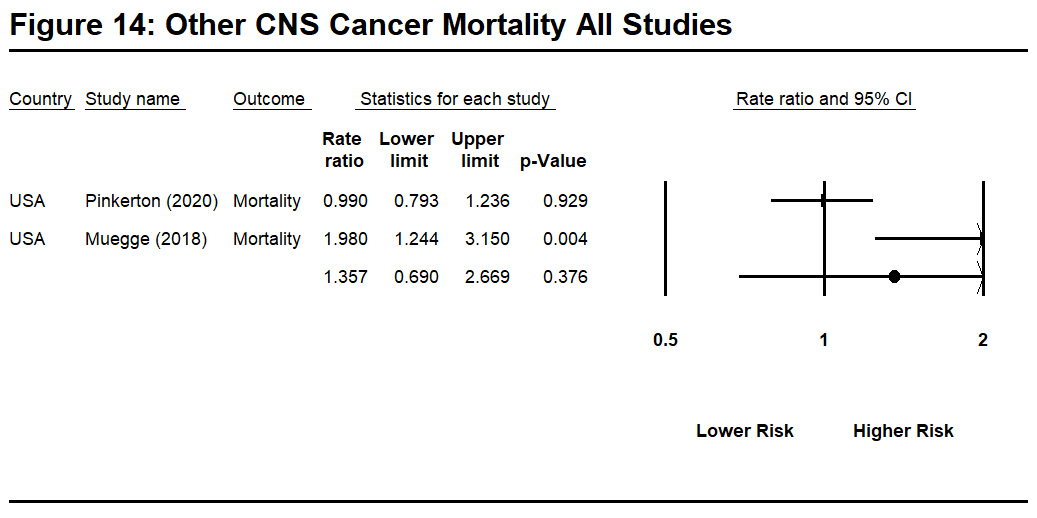 Figure 14: Other CNS Cancer Mortality All Studies
Country Study name Outcome Statistics for each study Rate ratio and 95% CI
Rate Lower Upper
ratio limit limit p-Value
USA Pinkerton (2020) Mortality 0.990 0.793 1.236 0.929
USA Muegge (2018) Mortality 1.980 1.244 3.150 0.004
1.357 0.690 2.669 0.376
0.5 1 2
Lower Risk Higher Risk